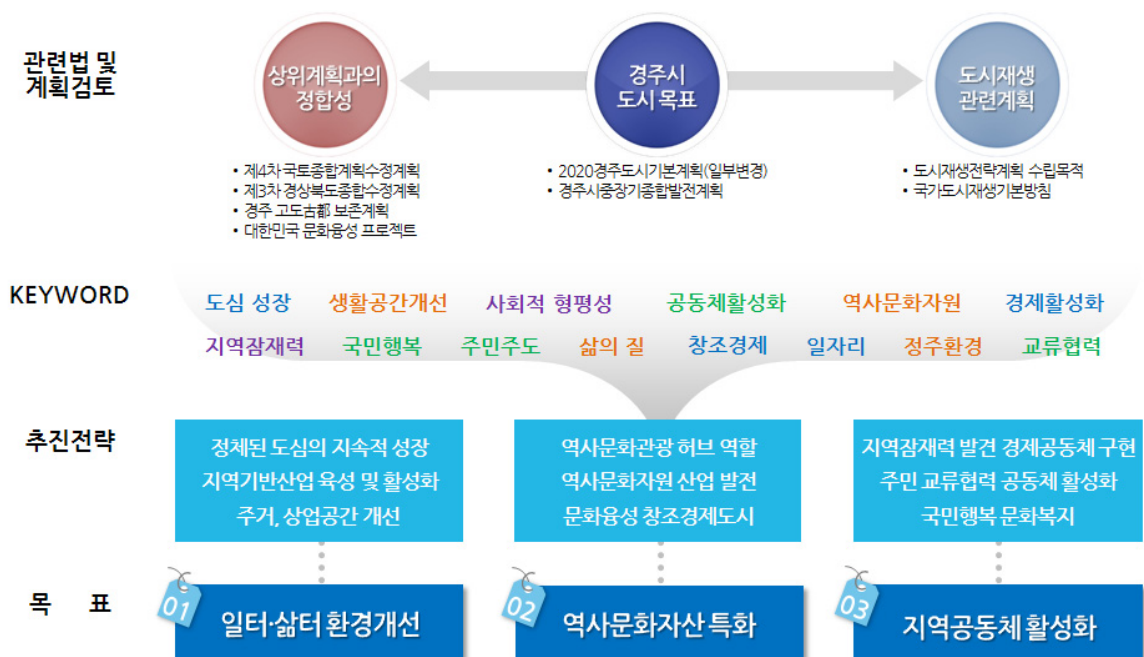 관련법 및
계획검토
상위계획과의
정합성
경주시
도시 목표
도시재생
관련계획
• 제4차 국토종합계획수정계획
• 제3차 경상북도종합수정계획
• 경주 고도古都 보존계획
• 대한민국 문화융성 프로젝트
• 2020경주도시기본계획(일부변경)
• 경주시중장기종합발전계획
• 도시재생전략계획 수립목적
• 국가도시재생기본방침
KEYWORD
도심 성장 생활공간개선 사회적 형평성 공동체활성화 역사문화자원 경제활성화
지역잠재력 국민행복 주민주도 삶의 질 창조경제 일자리 정주환경 교류협력
추진전략
정체된 도심의 지속적 성장
지역기반산업 육성 및 활성화
주거, 상업공간 개선
역사문화관광 허브 역할
역사문화자원 산업 발전
문화융성 창조경제도시
지역잠재력 발견 경제공동체 구현
주민 교류협력 공동체 활성화
국민행복 문화복지
목 표
01
일터·삶터 환경개선
02
역사문화자산 특화
03
지역공동체 활성화